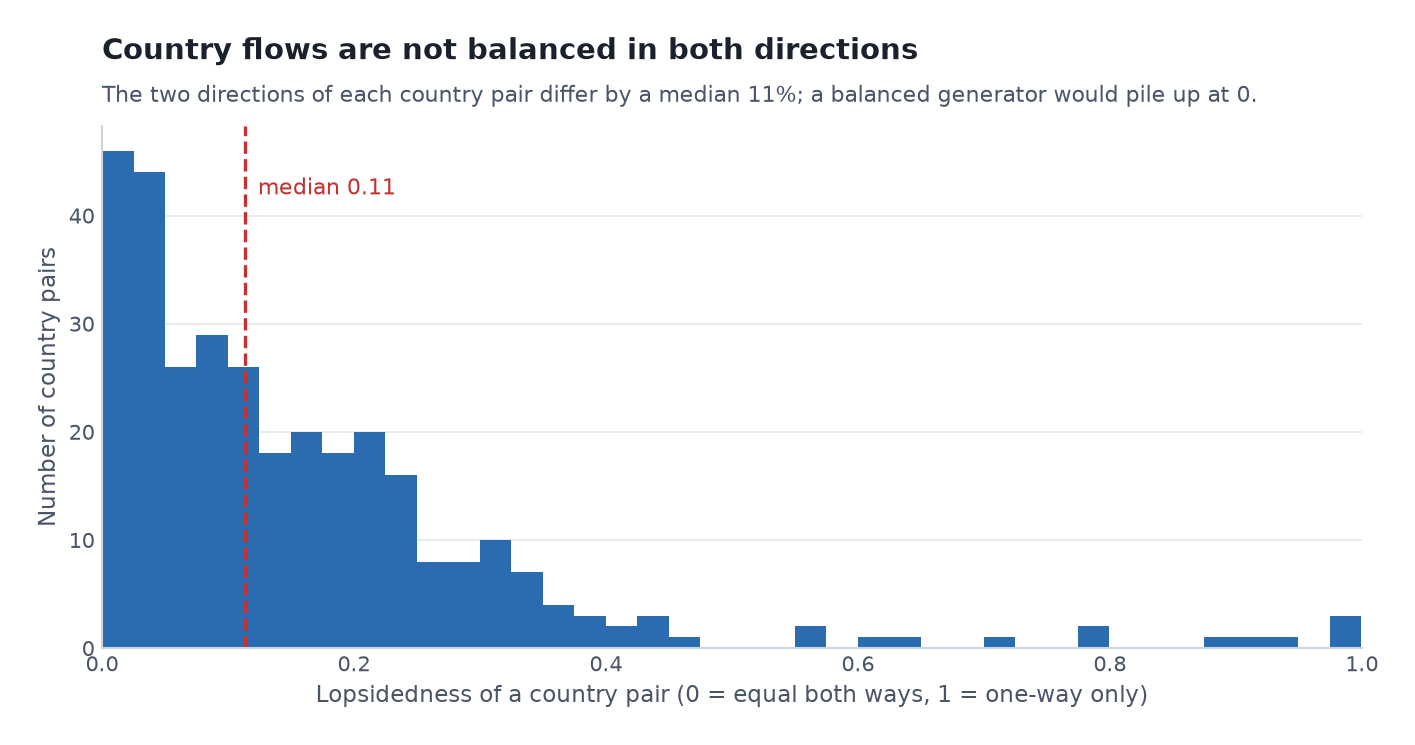 Country flows are not balanced in both directions
The two directions of each country pair differ by a median 11%; a balanced generator would pile up at 0.
median 0.11
Number of country pairs
40
30
20
10
0
0.0 0.2 0.4 0.6 0.8 1.0
Lopsidedness of a country pair (0 = equal both ways, 1 = one-way only)